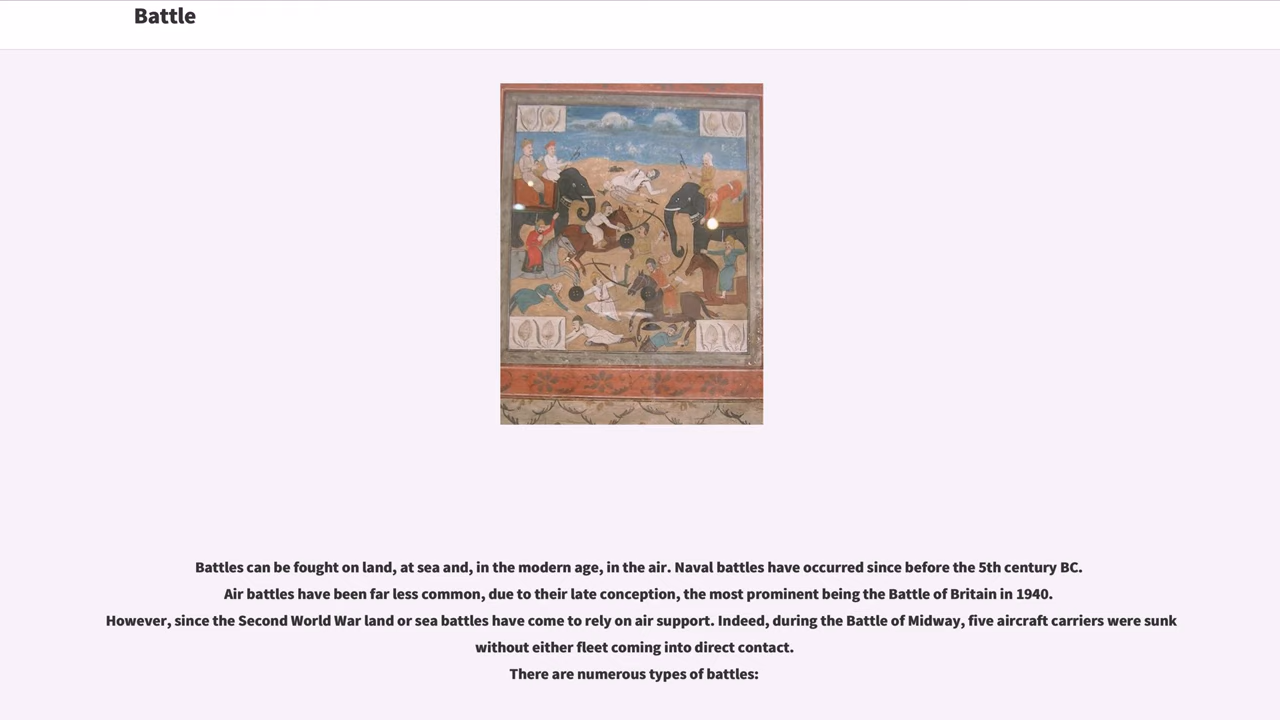 Battle
Battles can be fought on land, at sea and, in the modern age, in the air. Naval battles have occurred since before the 5th century BC.
Air battles have been far less common, due to their late conception, the most prominent being the Battle of Britain in 1940.
However, since the Second World War land or sea battles have come to rely on air support. Indeed, during the Battle of Midway, five aircraft carriers were sunk
without either fleet coming into direct contact.
There are numerous types of battles: